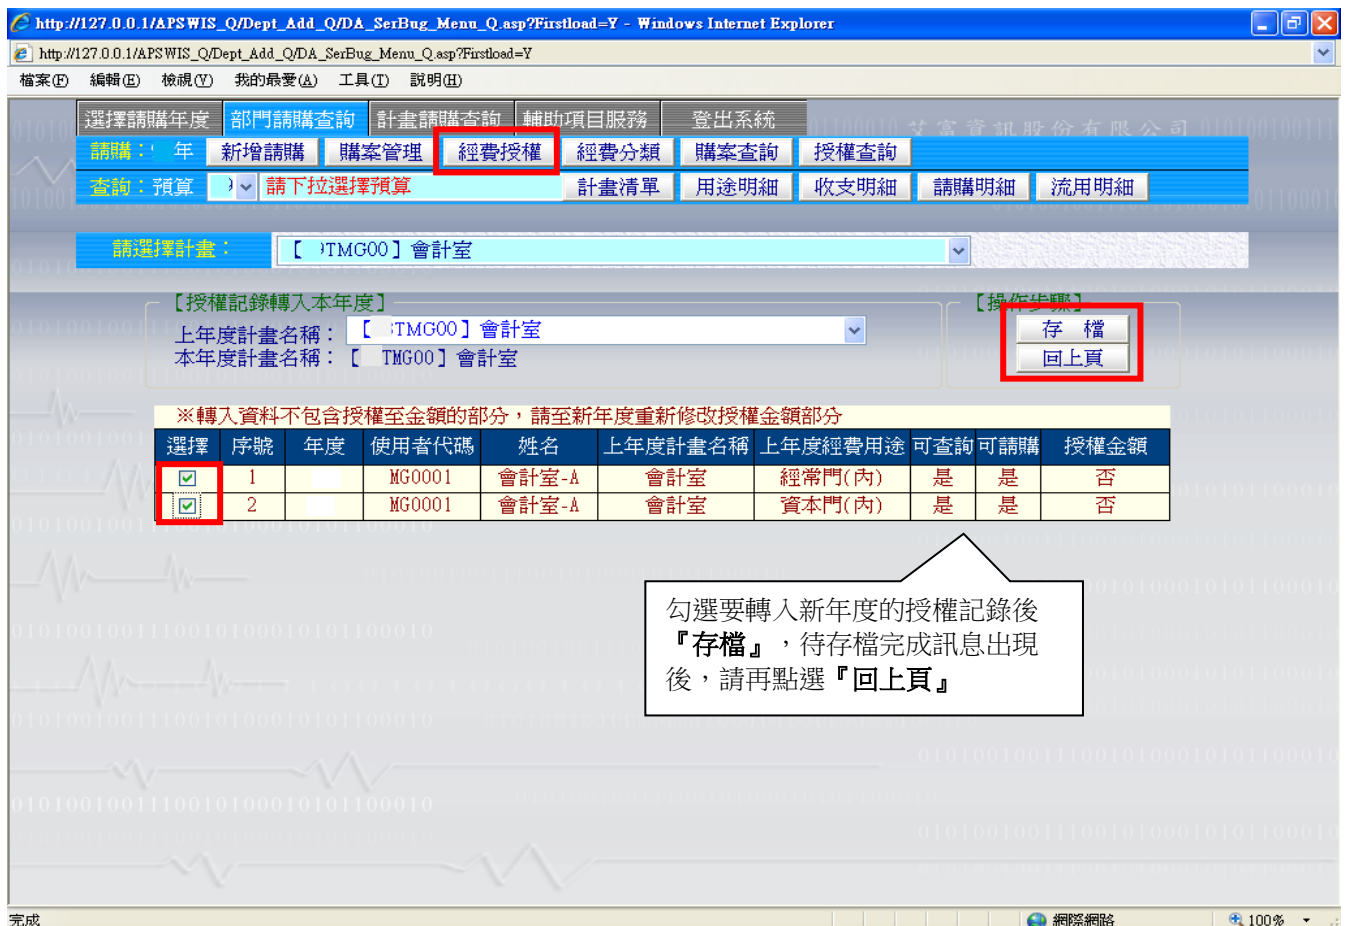 http://127.0.0.1/APSWIS_Q/Dept_Add_Q/DA_SerBug_Menu_Q.asp?Firstload=Y - Windows Internet Explorer
http://127.0.0.1/APSWIS_Q/Dept_Add_Q/DA_SerBug_Menu_Q.asp?Firstload=Y
檔案(F) 編輯(E) 檢視(V) 我的最愛(A) 工具(T) 說明(H)
選擇請購年度 部門請購查詢 計畫請購查詢 輔助項目服務 登出系統
艾富資訊股份有限公司
請購： 年 新增請購 購案管理 經費授權 經費分類 購案查詢 授權查詢
查詢：預算 請下拉選擇預算 計畫清單 用途明細 收支明細 請購明細 流用明細
請選擇計畫： 【 TMG00】會計室
【授權記錄轉入本年度】 【操作步驟】
上年度計畫名稱：【 TMG00】會計室 存 檔
本年度計畫名稱：【 TMG00】會計室 回上頁
※轉入資料不包含授權至金額的部分，請至新年度重新修改授權金額部分
選擇 序號 年度 使用者代碼 姓名 上年度計畫名稱 上年度經費用途 可查詢 可請購 授權金額
1 MG0001 會計室-A 會計室 經常門(內) 是 是 否
2 MG0001 會計室-A 會計室 資本門(內) 是 是 否
勾選要轉入新年度的授權記錄後
『存檔』，待存檔完成訊息出現
後，請再點選『回上頁』
完成 網際網路 100%